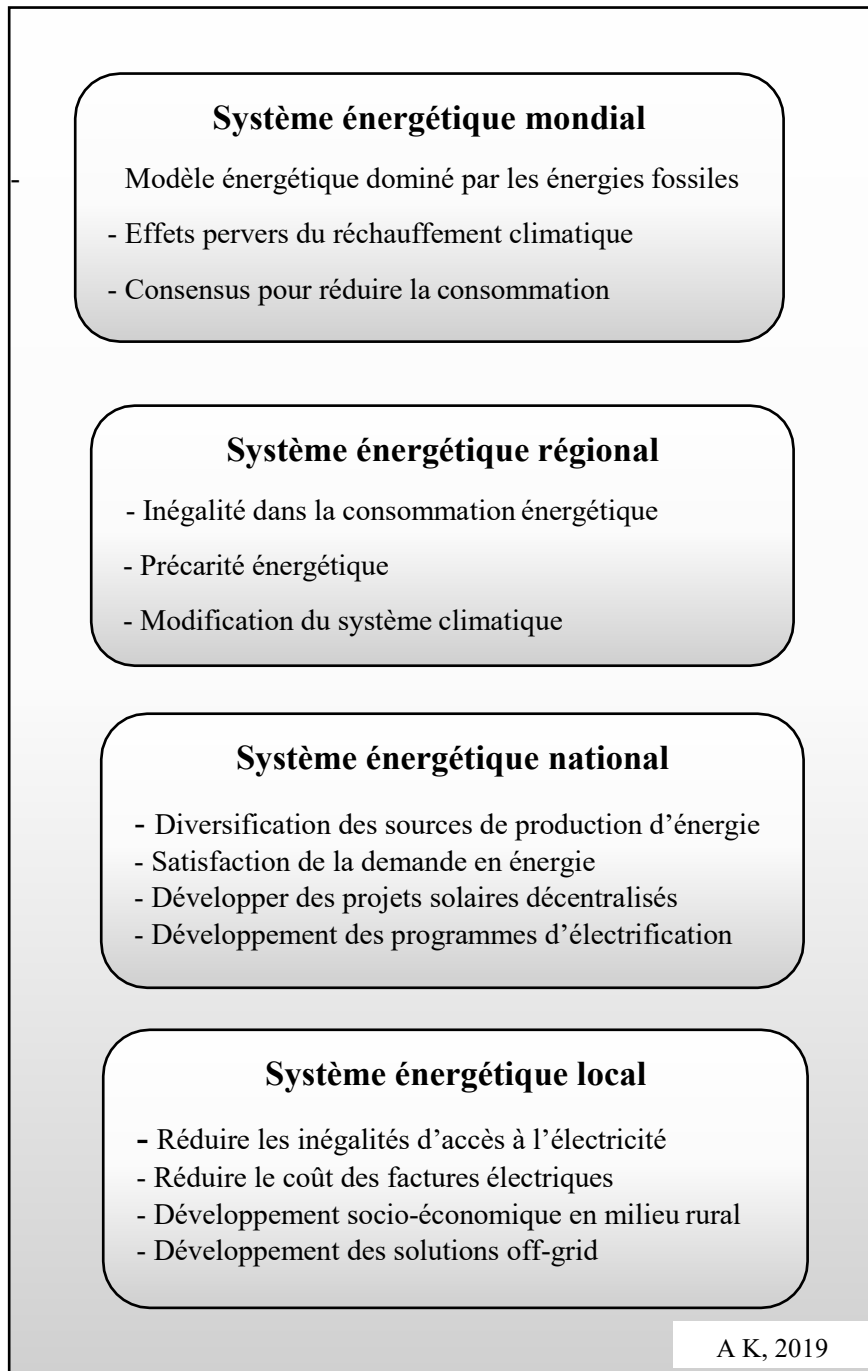 Système énergétique mondial
- Modèle énergétique dominé par les énergies fossiles
- Effets pervers du réchauffement climatique
- Consensus pour réduire la consommation
Système énergétique régional
- Inégalité dans la consommation énergétique
- Précarité énergétique
- Modification du système climatique
Système énergétique national
- Diversification des sources de production d’énergie
- Satisfaction de la demande en énergie
- Développer des projets solaires décentralisés
- Développement des programmes d’électrification
Système énergétique local
- Réduire les inégalités d’accès à l’électricité
- Réduire le coût des factures électriques
- Développement socio-économique en milieu rural
- Développement des solutions off-grid
A K, 2019